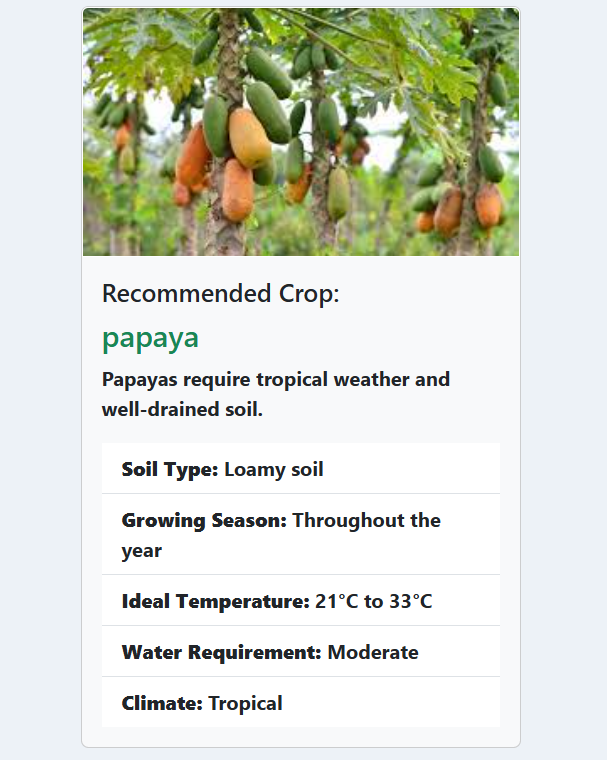 Recommended Crop:
papaya
Papayas require tropical weather and
well-drained soil.
Soil Type: Loamy soil
Growing Season: Throughout the
year
Ideal Temperature: 21°C to 33°C
Water Requirement: Moderate
Climate: Tropical